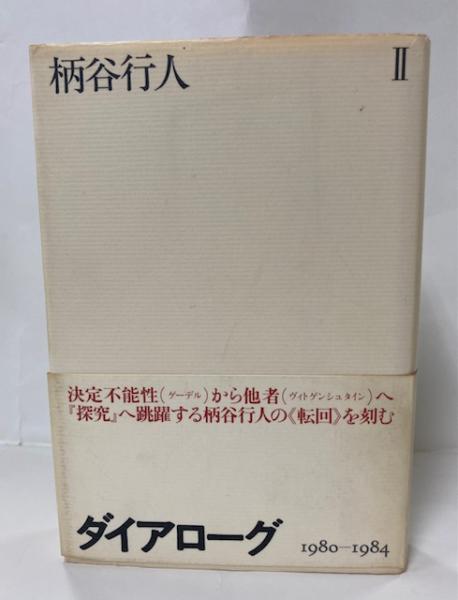 柄谷行人
II
決定不能性(ゲーデル)から他者(ヴィトゲンシュタイン)へ
『探究』へ跳躍する柄谷行人の《転回》を刻む
ダイアローグ 1980—1984